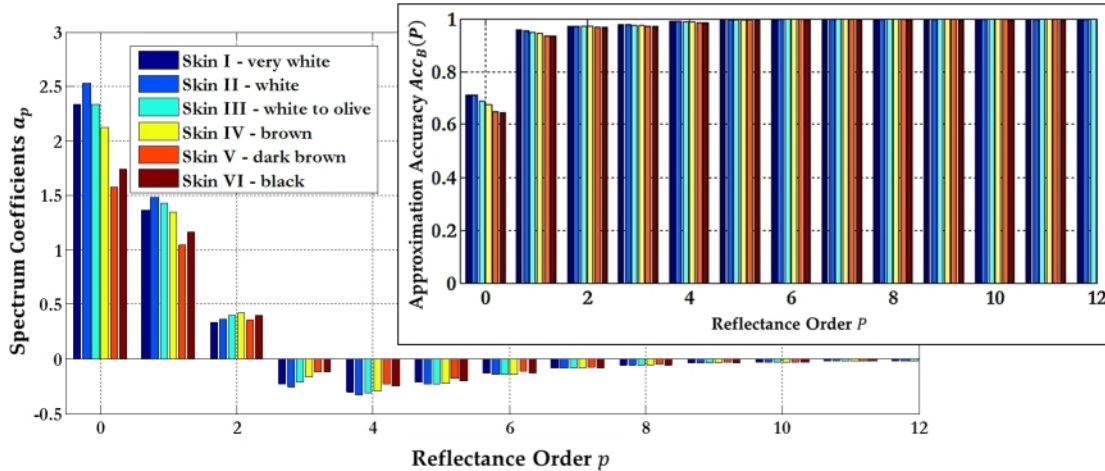 3
2.5
2
1.5
1
0.5
0
-0.5
Spectrum Coefficients a_p
Skin I - very white
Skin II - white
Skin III - white to olive
Skin IV - brown
Skin V - dark brown
Skin VI - black
0 2 4 6 8 10 12
Reflectance Order p
1
0.8
0.6
0.4
0.2
0
Approximation Accuracy Acc_B(P)
0 2 4 6 8 10 12
Reflectance Order P